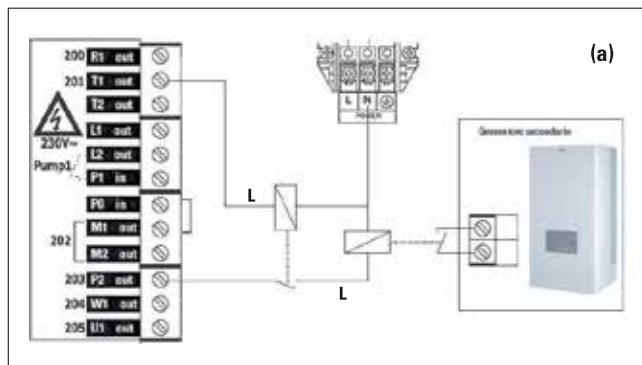 (a)
200 R1 out
201 T1 out
T2 out
230V~
L1 out
Pump1 L2 out
P1 in
P0 in
202 M1 out
M2 out
203 P2 out
204 W1 out
205 U1 out
L N
POWER
L
L
Generatore secondario